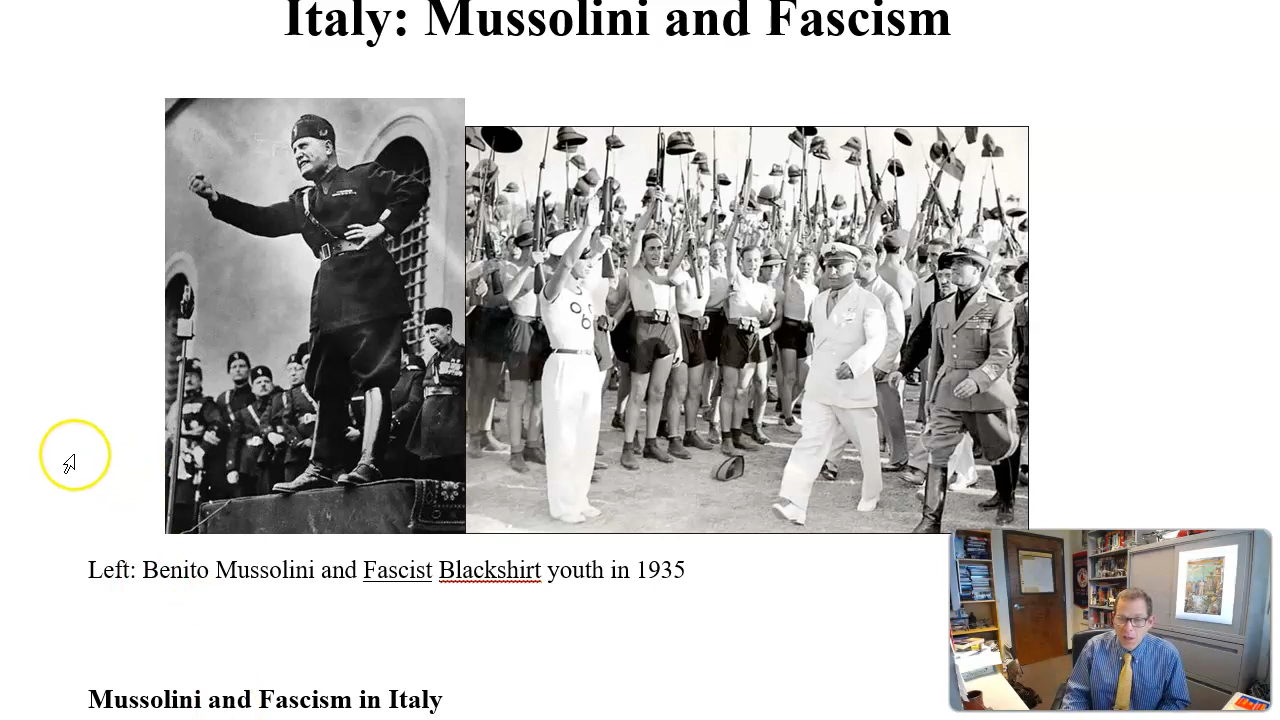 Italy: Mussolini and Fascism
Left: Benito Mussolini and Fascist Blackshirt youth in 1935
Mussolini and Fascism in Italy